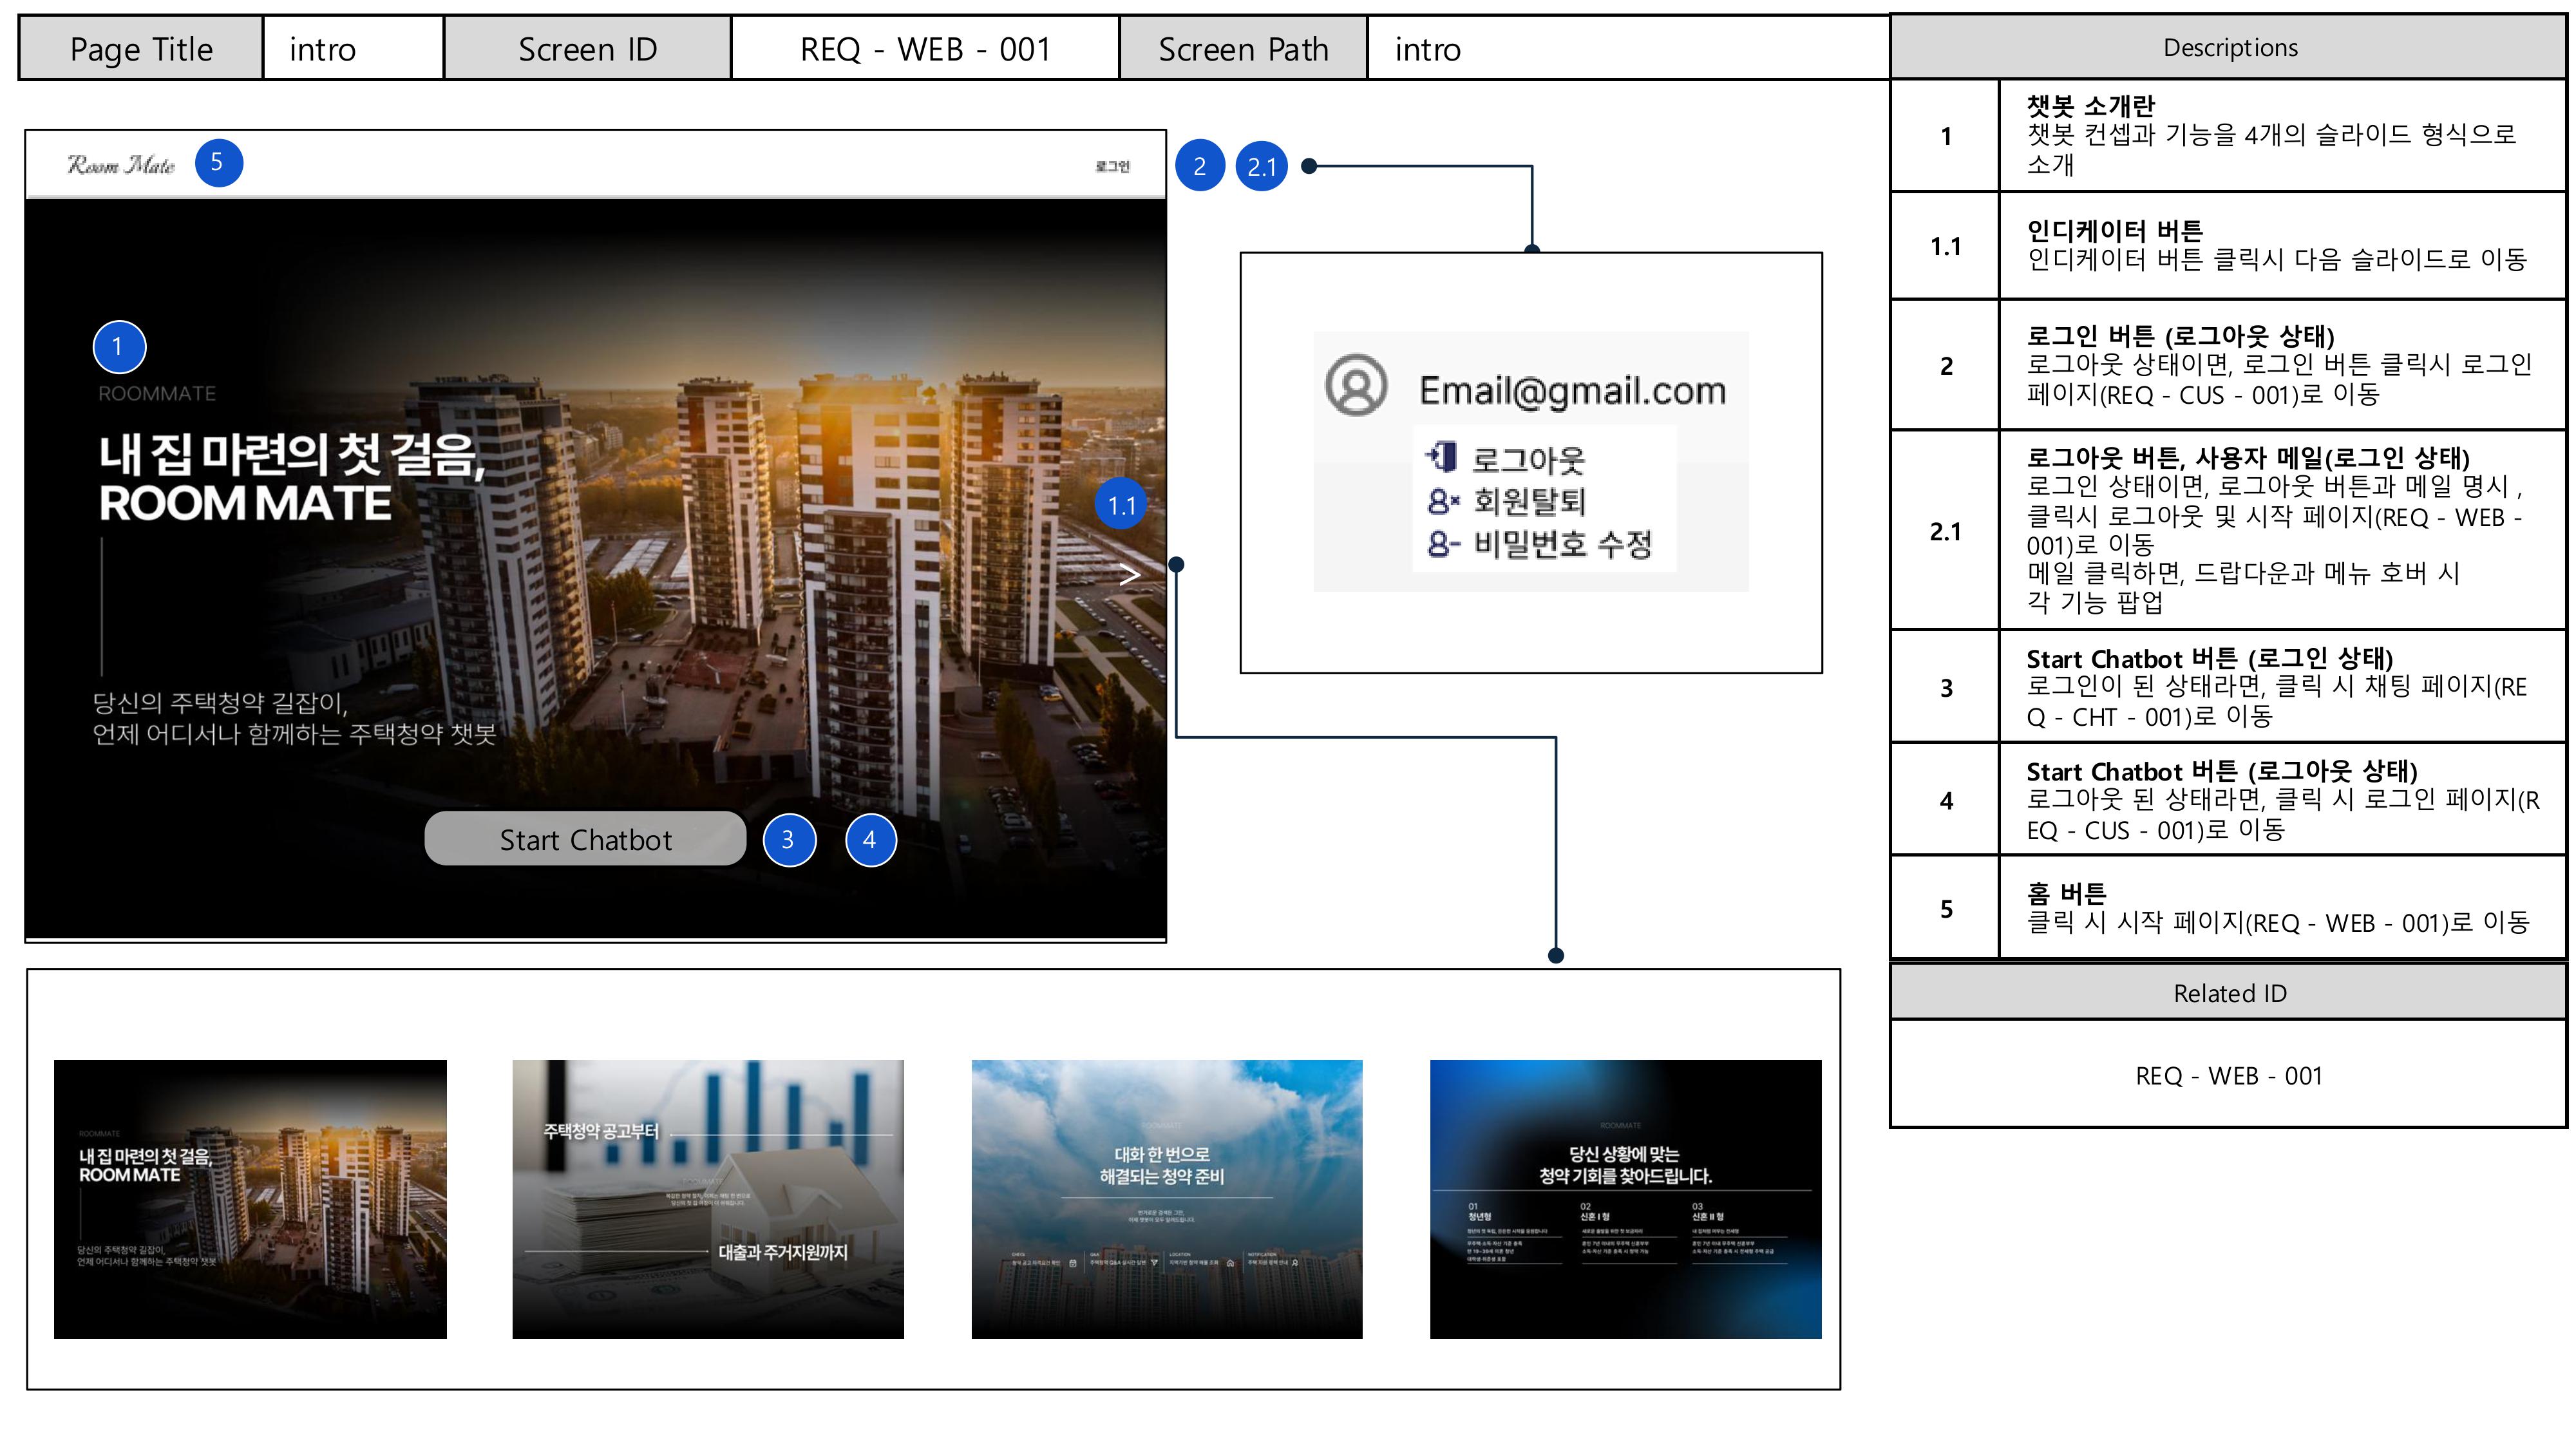 Page Title
intro
Screen ID
REQ - WEB - 001
Screen Path
intro
Room Mate
5
로그인
2
2.1
1
ROOMMATE
내 집 마련의 첫 걸음,
ROOM MATE
1.1
>
당신의 주택청약 길잡이,
언제 어디서나 함께하는 주택청약 챗봇
Start Chatbot
3
4
Email@gmail.com
로그아웃
회원탈퇴
비밀번호 수정
ROOMMATE
내 집 마련의 첫 걸음,
ROOM MATE
당신의 주택청약 길잡이,
언제 어디서나 함께하는 주택청약 챗봇
주택청약 공고부터
ROOMMATE
대출과 주거지원까지
ROOMMATE
대화 한 번으로
해결되는 청약 준비
ROOMMATE
당신 상황에 맞는
청약 기회를 찾아드립니다.
01
청년형
02
신혼 I 형
03
신혼 II 형
Descriptions
1
챗봇 소개란
챗봇 컨셉과 기능을 4개의 슬라이드 형식으로
소개
1.1
인디케이터 버튼
인디케이터 버튼 클릭시 다음 슬라이드로 이동
2
로그인 버튼 (로그아웃 상태)
로그아웃 상태이면, 로그인 버튼 클릭시 로그인
페이지(REQ - CUS - 001)로 이동
2.1
로그아웃 버튼, 사용자 메일(로그인 상태)
로그인 상태이면, 로그아웃 버튼과 메일 명시 ,
클릭시 로그아웃 및 시작 페이지(REQ - WEB -
001)로 이동
메일 클릭하면, 드랍다운과 메뉴 호버 시
각 기능 팝업
3
Start Chatbot 버튼 (로그인 상태)
로그인이 된 상태라면, 클릭 시 채팅 페이지(RE
Q - CHT - 001)로 이동
4
Start Chatbot 버튼 (로그아웃 상태)
로그아웃 된 상태라면, 클릭 시 로그인 페이지(R
EQ - CUS - 001)로 이동
5
홈 버튼
클릭 시 시작 페이지(REQ - WEB - 001)로 이동
Related ID
REQ - WEB - 001